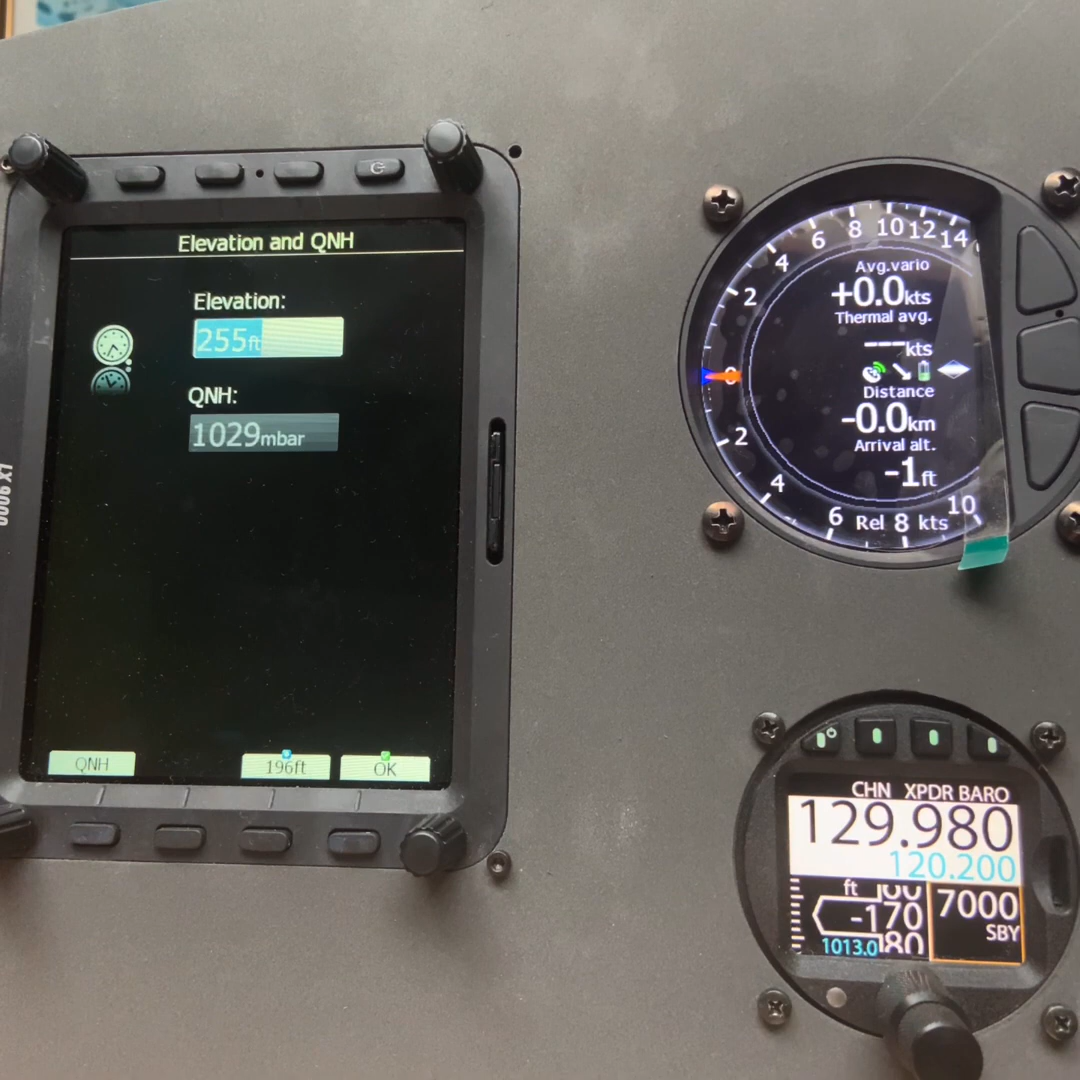 Elevation and QNH
Elevation:
255ft
QNH:
1029mbar
QNH
196ft
OK
LX 9000
2 4 6 8 10 12 14
Avg.vario
+0.0kts
Thermal avg.
---kts
0
Distance
-0.0km
Arrival alt.
-1ft
2 4 6 Rel 8 kts 10
CHN XPDR BARO
129.980
120.200
ft
-170
1013.0
80
7000
SBY